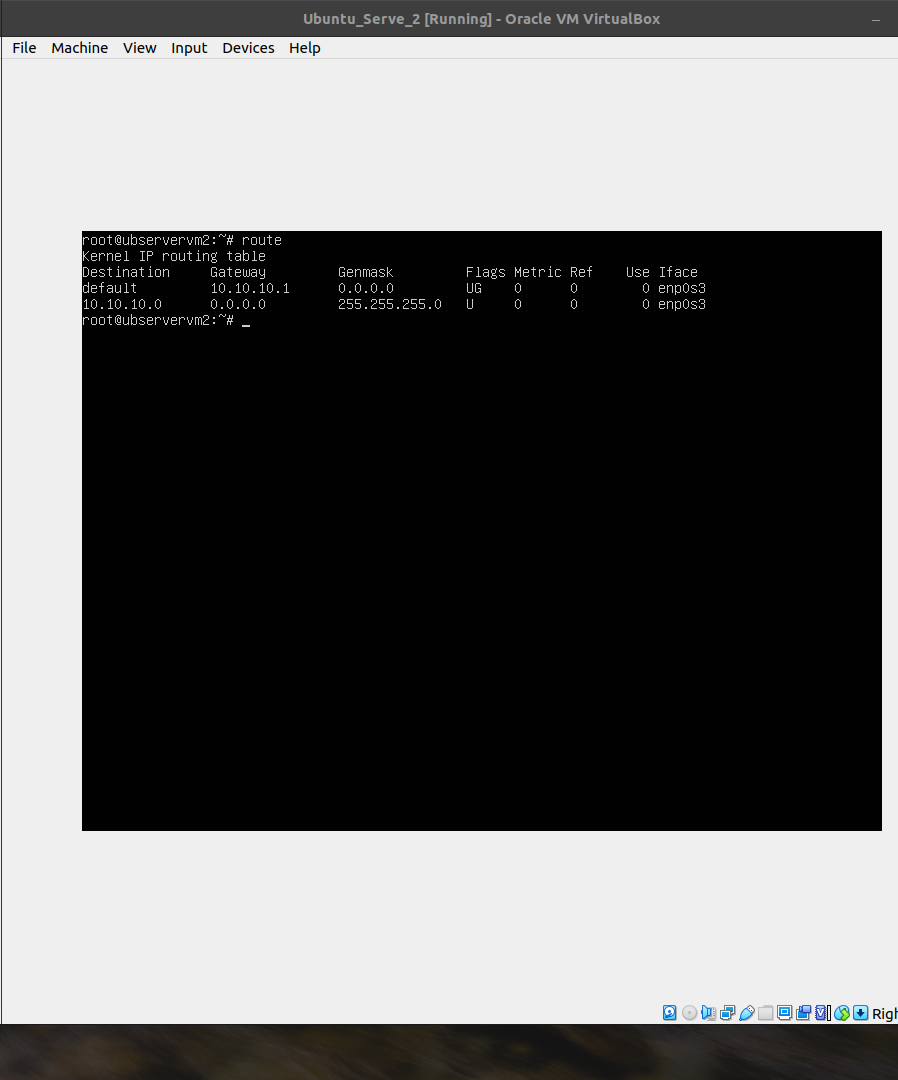 Ubuntu_Serve_2 [Running] - Oracle VM VirtualBox
File Machine View Input Devices Help
root@ubservervm2:~# route
Kernel IP routing table
Destination     Gateway         Genmask         Flags Metric Ref    Use Iface
default         10.10.10.1      0.0.0.0         UG    0     0        0 enp0s3
10.10.10.0      0.0.0.0         255.255.255.0   U     0     0        0 enp0s3
root@ubservervm2:~# _
Righ